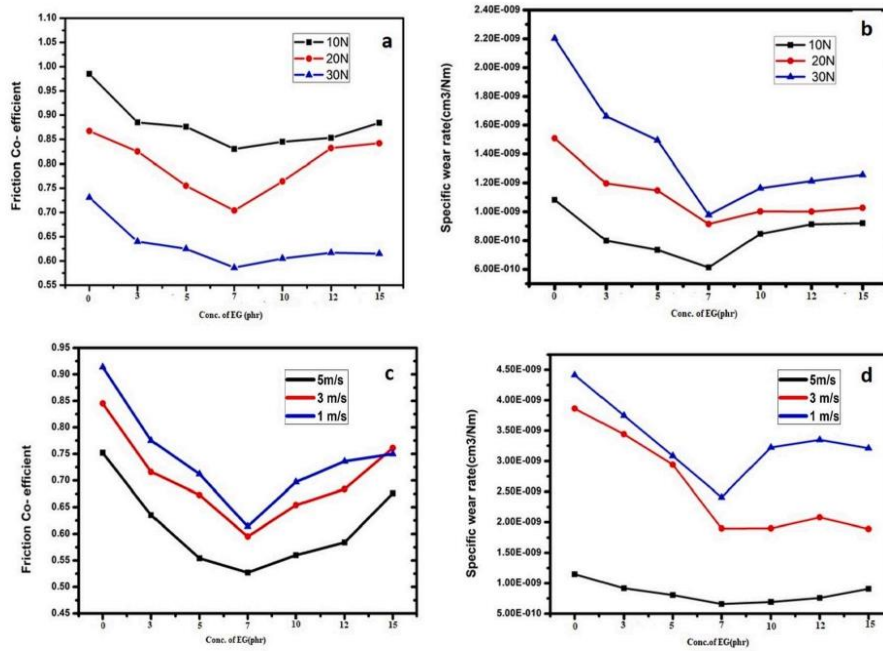 a
1.10
1.05
1.00
0.95
0.90
0.85
0.80
0.75
0.70
0.65
0.60
0.55
Friction Co- efficient
10N
20N
30N
0 3 5 7 10 12 15
Conc. of EG (phr)
b
2.40E-009
2.20E-009
2.00E-009
1.80E-009
1.60E-009
1.40E-009
1.20E-009
1.00E-009
8.00E-010
6.00E-010
Specific wear rate(cm3/Nm)
10N
20N
30N
0 3 5 7 10 12 15
Conc. of EG(phr)
c
0.95
0.90
0.85
0.80
0.75
0.70
0.65
0.60
0.55
0.50
0.45
Friction Co- efficient
5m/s
3 m/s
1 m/s
0 3 5 7 10 12 15
Conc. of EG(phr)
d
4.50E-009
4.00E-009
3.50E-009
3.00E-009
2.50E-009
2.00E-009
1.50E-009
1.00E-009
5.00E-010
Specific wear rate(cm3/Nm)
5m/s
3 m/s
1 m/s
0 3 5 7 10 12 15
Conc.of EG(phr)